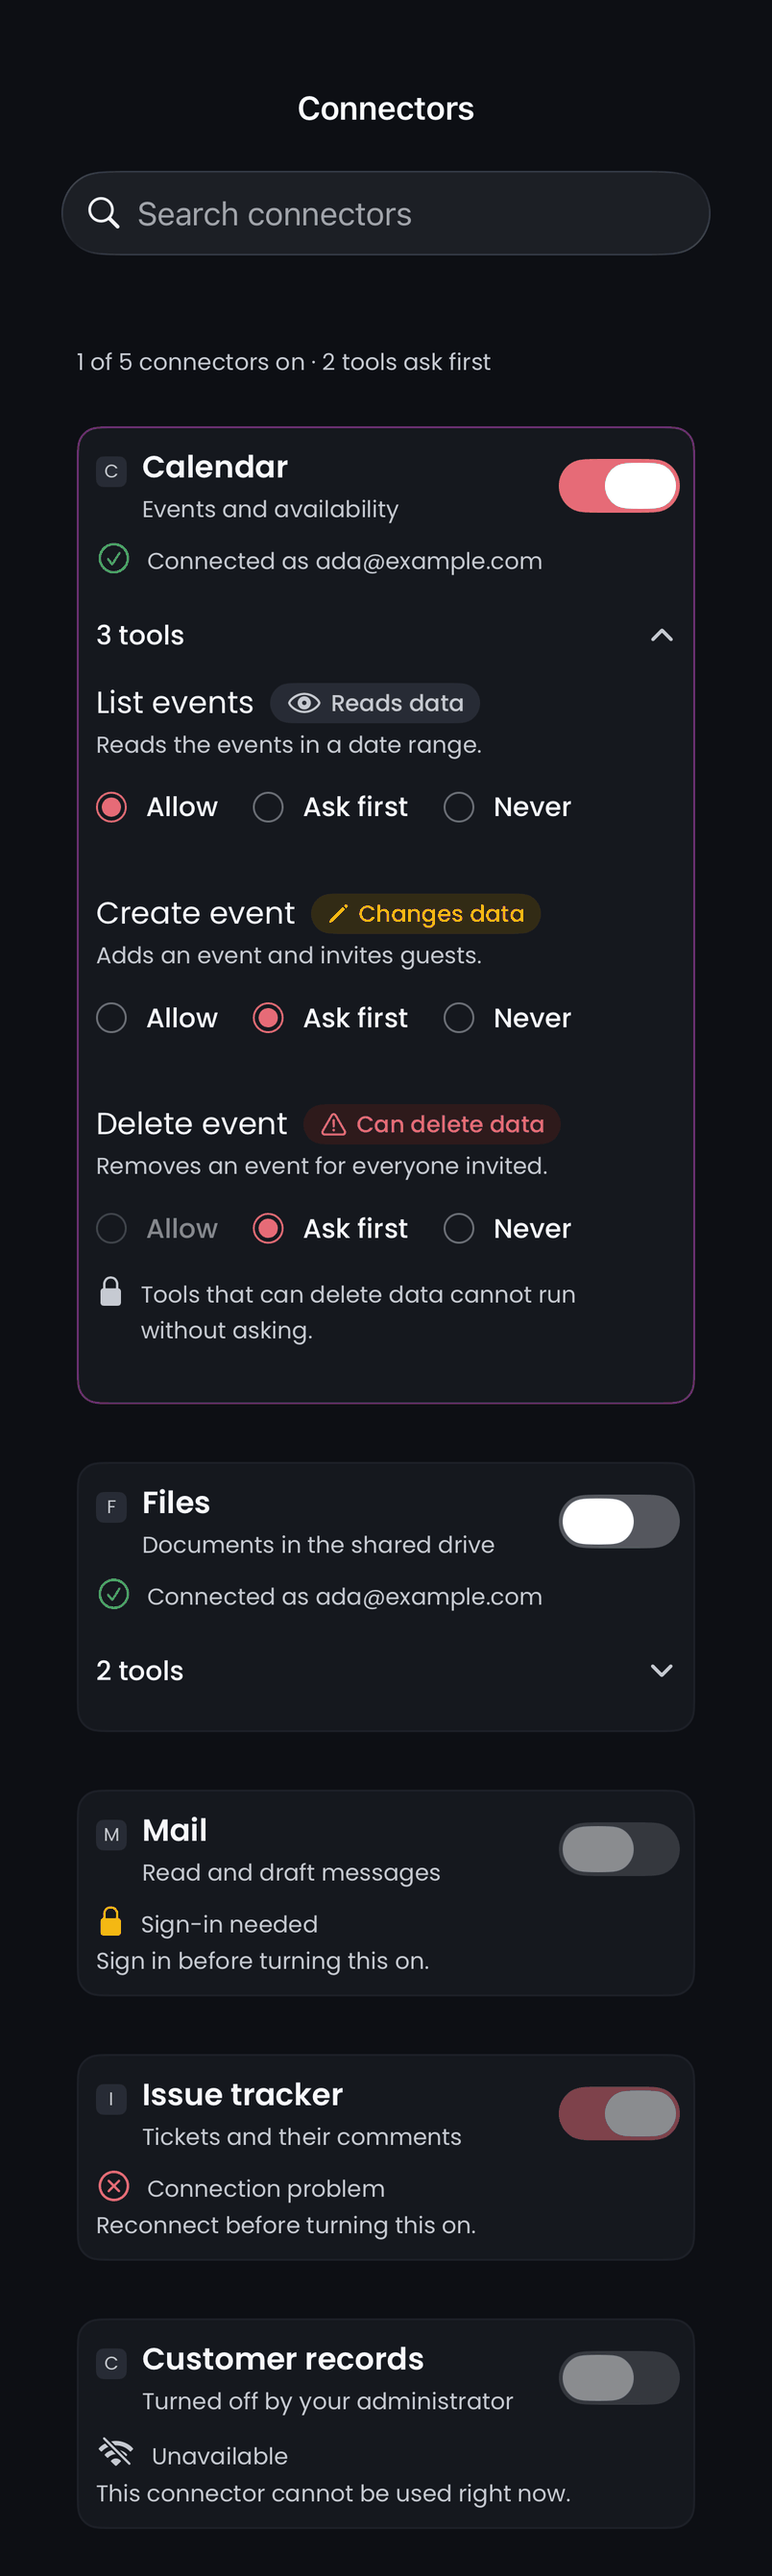 Connectors
Search connectors
1 of 5 connectors on · 2 tools ask first
C Calendar
Events and availability
Connected as ada@example.com
3 tools
List events Reads data
Reads the events in a date range.
Allow Ask first Never
Create event Changes data
Adds an event and invites guests.
Allow Ask first Never
Delete event Can delete data
Removes an event for everyone invited.
Allow Ask first Never
Tools that can delete data cannot run
without asking.
F Files
Documents in the shared drive
Connected as ada@example.com
2 tools
M Mail
Read and draft messages
Sign-in needed
Sign in before turning this on.
I Issue tracker
Tickets and their comments
Connection problem
Reconnect before turning this on.
C Customer records
Turned off by your administrator
Unavailable
This connector cannot be used right now.